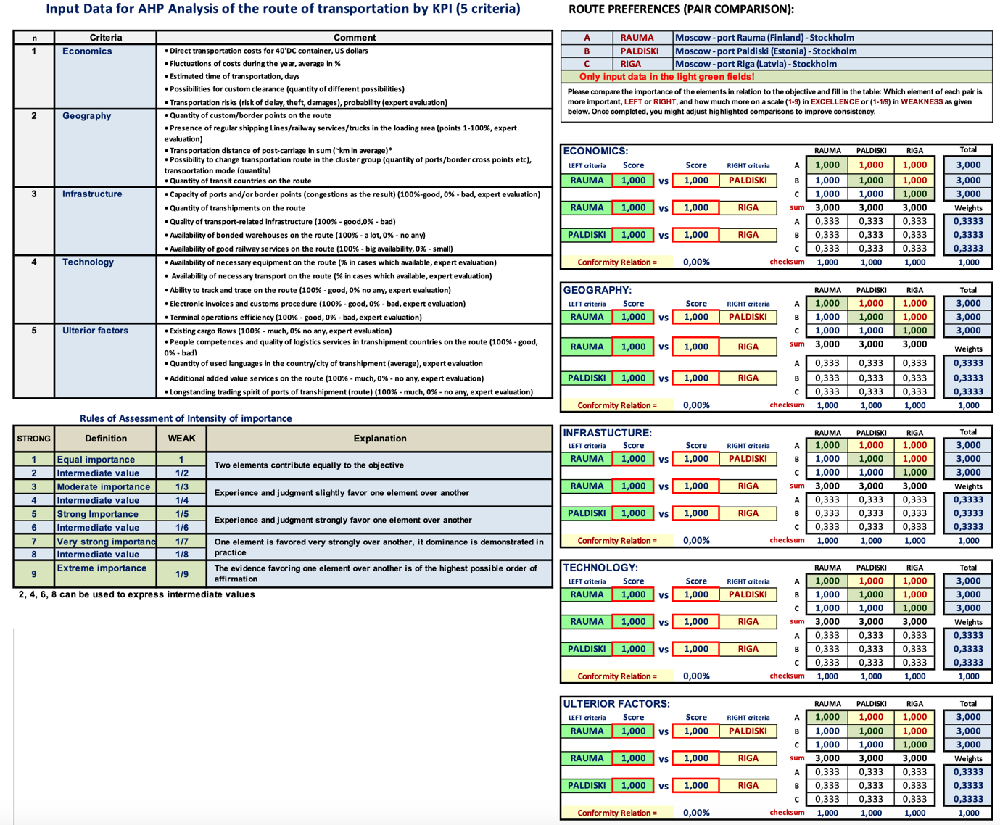 Input Data for AHP Analysis of the route of transportation by KPI (5 criteria)
n Criteria Comment
1 Economics • Direct transportation costs for 40'DC container, US dollars
• Fluctuations of costs during the year, average in %
• Estimated time of transportation, days
• Possibilities for custom clearance (quantity of different possibilities)
• Transportation risks (risk of delay, theft, damages), probability (expert evaluation)
2 Geography • Quantity of custom/border points on the route
• Presence of regular shipping Lines/railway services/trucks in the loading area (points 1-100%, expert
evaluation)
• Transportation distance of post-carriage in sum (~km in average)*
• Possibility to change transportation route in the cluster group (quantity of ports/border cross points etc),
transportation mode (quantity)
• Quantity of transit countries on the route
3 Infrastructure • Capacity of ports and/or border points (congestions as the result) (100%-good, 0% - bad, expert evaluation)
• Quantity of transhipments on the route
• Quality of transport-related infrastructure (100% - good,0% - bad)
• Availability of bonded warehouses on the route (100% - a lot, 0% - no any)
• Availability of good railway services on the route (100% - big availability, 0% - small)
4 Technology • Availability of necessary equipment on the route (% in cases which available, expert evaluation)
• Availability of necessary transport on the route (% in cases which available, expert evaluation)
• Ability to track and trace on the route (100% - good, 0% no any, expert evaluation)
• Electronic invoices and customs procedure (100% - good, 0% - bad, expert evaluation)
• Terminal operations efficiency (100% - good, 0% - bad, expert evaluation)
5 Ulterior factors • Existing cargo flows (100% - much, 0% no any, expert evaluation)
• People competences and quality of logistics services in transhipment countries on the route (100% - good,
0% - bad)
• Quantity of used languages in the country/city of transhipment (average), expert evaluation
• Additional added value services on the route (100% - much, 0% - no any, expert evaluation)
• Longstanding trading spirit of ports of transhipment (route) (100% - much, 0% - no any, expert evaluation)
Rules of Assessment of Intensity of importance
STRONG Definition WEAK Explanation
1 Equal importance 1 Two elements contribute equally to the objective
2 Intermediate value 1/2
3 Moderate importance 1/3 Experience and judgment slightly favor one element over another
4 Intermediate value 1/4
5 Strong Importance 1/5 Experience and judgment strongly favor one element over another
6 Intermediate value 1/6
7 Very strong importanc 1/7 One element is favored very strongly over another, it dominance is demonstrated in
8 Intermediate value 1/8 practice
9 Extreme importance 1/9 The evidence favoring one element over another is of the highest possible order of
affirmation
2, 4, 6, 8 can be used to express intermediate values
ROUTE PREFERENCES (PAIR COMPARISON):
A RAUMA Moscow - port Rauma (Finland) - Stockholm
B PALDISKI Moscow - port Paldiski (Estonia) - Stockholm
C RIGA Moscow - port Riga (Latvia) - Stockholm
Only input data in the light green fields!
Please compare the importance of the elements in relation to the objective and fill in the table: Which element of each pair is
more important, LEFT or RIGHT, and how much more on a scale (1-9) in EXCELLENCE or (1-1/9) in WEAKNESS as given
below. Once completed, you might adjust highlighted comparisons to improve consistency.
ECONOMICS: RAUMA PALDISKI RIGA Total
LEFT criteria Score Score RIGHT criteria A 1,000 1,000 1,000 3,000
RAUMA 1,000 vs 1,000 PALDISKI B 1,000 1,000 1,000 3,000
C 1,000 1,000 1,000 3,000
RAUMA 1,000 vs 1,000 RIGA sum 3,000 3,000 3,000 Weights
A 0,333 0,333 0,333 0,3333
PALDISKI 1,000 vs 1,000 RIGA B 0,333 0,333 0,333 0,3333
C 0,333 0,333 0,333 0,3333
Conformity Relation = 0,00% checksum 1,000 1,000 1,000 1,000
GEOGRAPHY: RAUMA PALDISKI RIGA Total
LEFT criteria Score Score RIGHT criteria A 1,000 1,000 1,000 3,000
RAUMA 1,000 vs 1,000 PALDISKI B 1,000 1,000 1,000 3,000
C 1,000 1,000 1,000 3,000
RAUMA 1,000 vs 1,000 RIGA sum 3,000 3,000 3,000 Weights
A 0,333 0,333 0,333 0,3333
PALDISKI 1,000 vs 1,000 RIGA B 0,333 0,333 0,333 0,3333
C 0,333 0,333 0,333 0,3333
Conformity Relation = 0,00% checksum 1,000 1,000 1,000 1,000
INFRASTUCTURE: RAUMA PALDISKI RIGA Total
LEFT criteria Score Score RIGHT criteria A 1,000 1,000 1,000 3,000
RAUMA 1,000 vs 1,000 PALDISKI B 1,000 1,000 1,000 3,000
C 1,000 1,000 1,000 3,000
RAUMA 1,000 vs 1,000 RIGA sum 3,000 3,000 3,000 Weights
A 0,333 0,333 0,333 0,3333
PALDISKI 1,000 vs 1,000 RIGA B 0,333 0,333 0,333 0,3333
C 0,333 0,333 0,333 0,3333
Conformity Relation = 0,00% checksum 1,000 1,000 1,000 1,000
TECHNOLOGY: RAUMA PALDISKI RIGA Total
LEFT criteria Score Score RIGHT criteria A 1,000 1,000 1,000 3,000
RAUMA 1,000 vs 1,000 PALDISKI B 1,000 1,000 1,000 3,000
C 1,000 1,000 1,000 3,000
RAUMA 1,000 vs 1,000 RIGA sum 3,000 3,000 3,000 Weights
A 0,333 0,333 0,333 0,3333
PALDISKI 1,000 vs 1,000 RIGA B 0,333 0,333 0,333 0,3333
C 0,333 0,333 0,333 0,3333
Conformity Relation = 0,00% checksum 1,000 1,000 1,000 1,000
ULTERIOR FACTORS: RAUMA PALDISKI RIGA Total
LEFT criteria Score Score RIGHT criteria A 1,000 1,000 1,000 3,000
RAUMA 1,000 vs 1,000 PALDISKI B 1,000 1,000 1,000 3,000
C 1,000 1,000 1,000 3,000
RAUMA 1,000 vs 1,000 RIGA sum 3,000 3,000 3,000 Weights
A 0,333 0,333 0,333 0,3333
PALDISKI 1,000 vs 1,000 RIGA B 0,333 0,333 0,333 0,3333
C 0,333 0,333 0,333 0,3333
Conformity Relation = 0,00% checksum 1,000 1,000 1,000 1,000